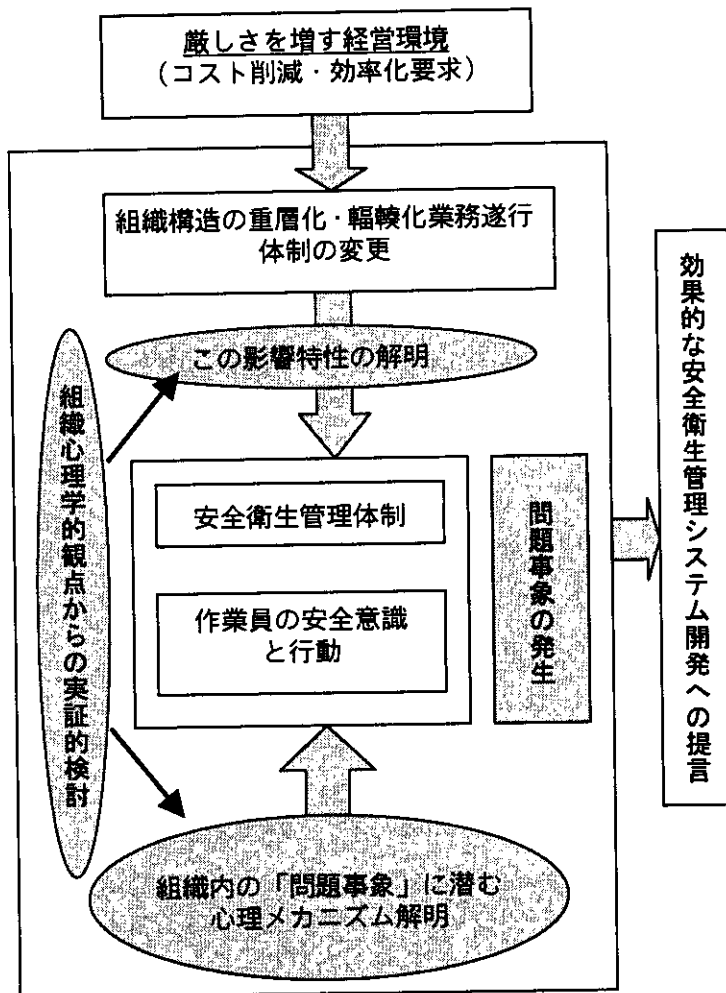 厳しさを増す経営環境
（コスト削減・効率化要求）
組織構造の重層化・輻輳化業務遂行
体制の変更
この影響特性の解明
組織心理学的観点からの実証的検討
安全衛生管理体制
作業員の安全意識
と行動
問題事象の発生
組織内の「問題事象」に潜む
心理メカニズム解明
効果的な安全衛生管理システム開発への提言